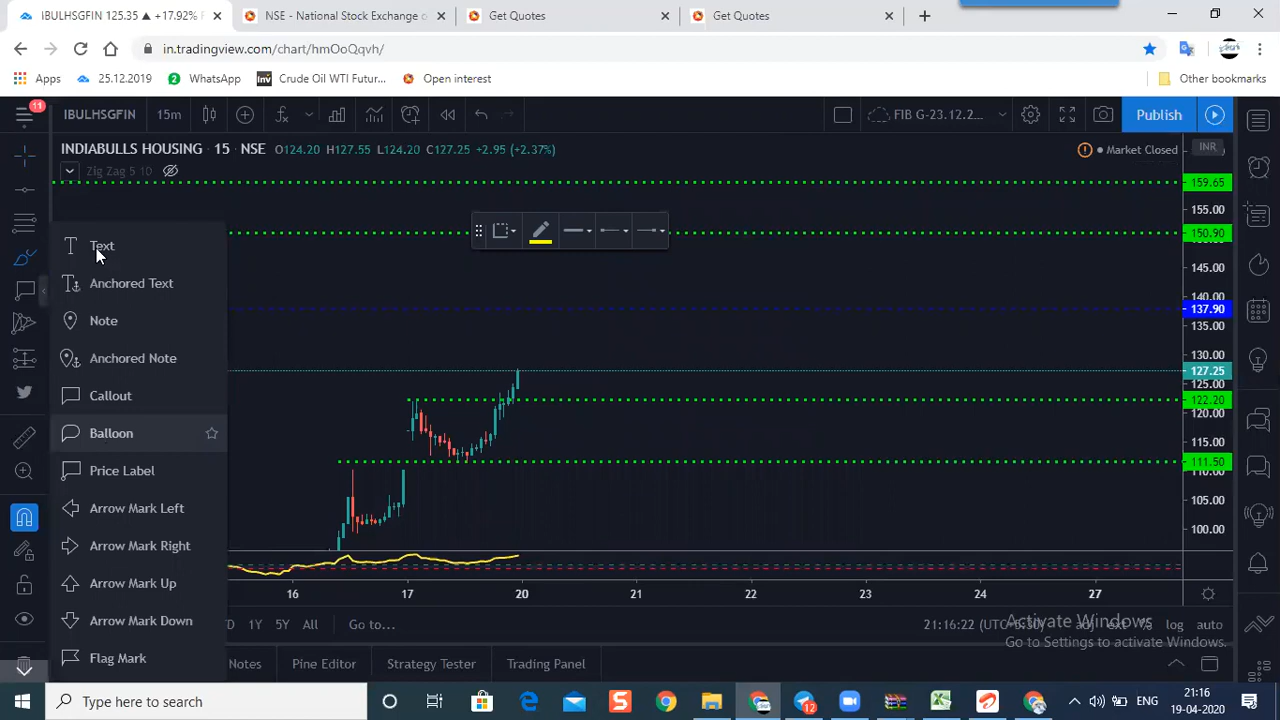 IBULHSGFIN 125.35 ▲ +17.92% F
NSE - National Stock Exchange o
Get Quotes
Get Quotes
in.tradingview.com/chart/hmOoQqvh/
Apps
25.12.2019
2 WhatsApp
Inv Crude Oil WTI Futur...
Open interest
Other bookmarks
11
IBULHSGFIN
15m
FIB G-23.12.2...
Publish
INDIABULLS HOUSING · 15 · NSE
O124.20 H127.55 L124.20 C127.25 +2.95 (+2.37%)
Market Closed
INR
Zig Zag 5 10
159.65
155.00
150.90
145.00
140.00
137.90
135.00
130.00
127.25
125.00
122.20
120.00
115.00
111.50
110.00
105.00
100.00
Text
Anchored Text
Note
Anchored Note
Callout
Balloon
Price Label
Arrow Mark Left
Arrow Mark Right
Arrow Mark Up
Arrow Mark Down
Flag Mark
16
17
20
21
22
23
24
27
D 1Y 5Y All
Go to...
21:16:22 (UTC+5:30)
adj
ext
%
log
auto
Activate Windows
Go to Settings to activate Windows.
Notes
Pine Editor
Strategy Tester
Trading Panel
Type here to search
S
12
ENG
21:16
19-04-2020